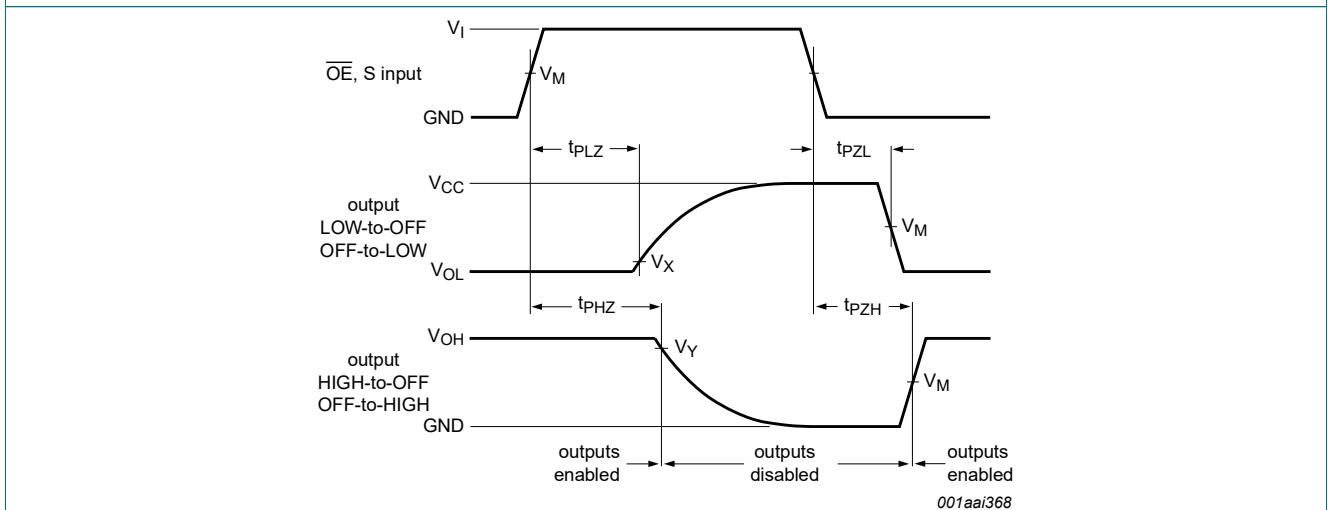 V_I
O̅E̅, S input
V_M
GND
t_PLZ
t_PZL
V_CC
output
LOW-to-OFF
OFF-to-LOW
V_M
V_X
V_OL
t_PHZ
t_PZH
V_OH
output
HIGH-to-OFF
OFF-to-HIGH
V_Y
V_M
GND
outputs
enabled
outputs
disabled
outputs
enabled
001aai368